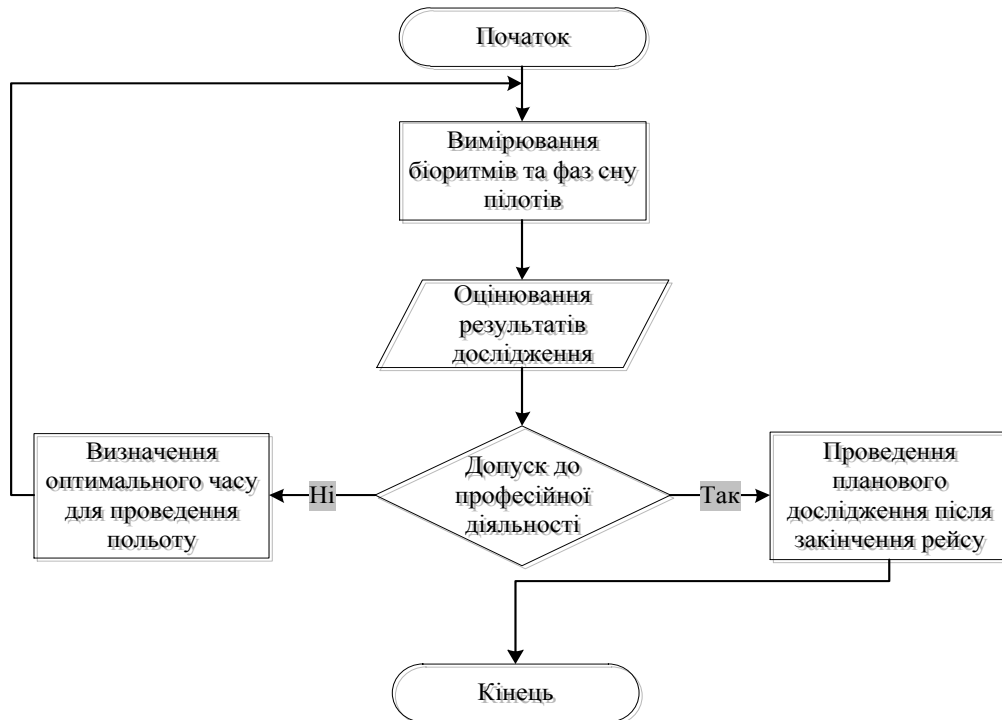 Початок
Вимірювання
біоритмів та фаз сну
пілотів
Оцінювання
результатів
дослідження
Допуск до
професійної
діяльності
Ні
Визначення
оптимального часу
для проведення
польоту
Так
Проведення
планового
дослідження після
закінчення рейсу
Кінець